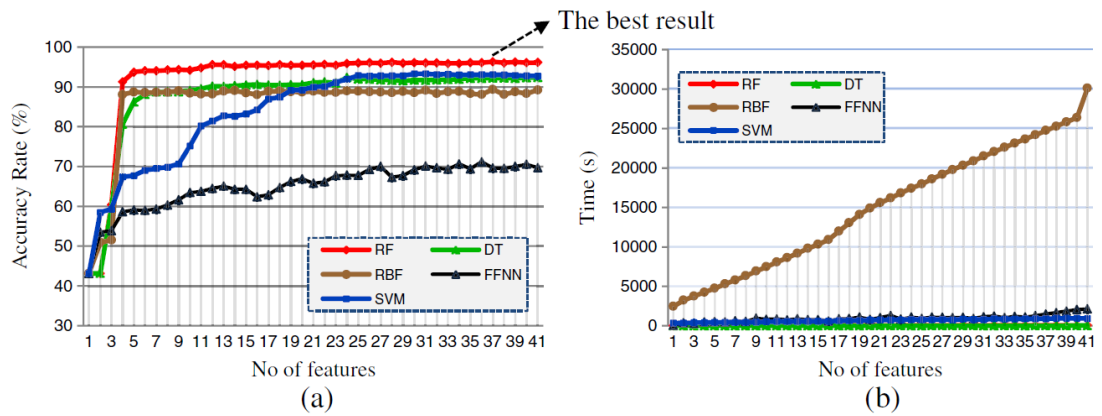 The best result
Accuracy Rate (%)
100
90
80
70
60
50
40
30
RF DT
RBF FFNN
SVM
1 3 5 7 9 11 13 15 17 19 21 23 25 27 29 31 33 35 37 39 41
No of features
(a)
Time (s)
35000
30000
25000
20000
15000
10000
5000
0
RF DT
RBF FFNN
SVM
1 3 5 7 9 11 13 15 17 19 21 23 25 27 29 31 33 35 37 39 41
No of features
(b)